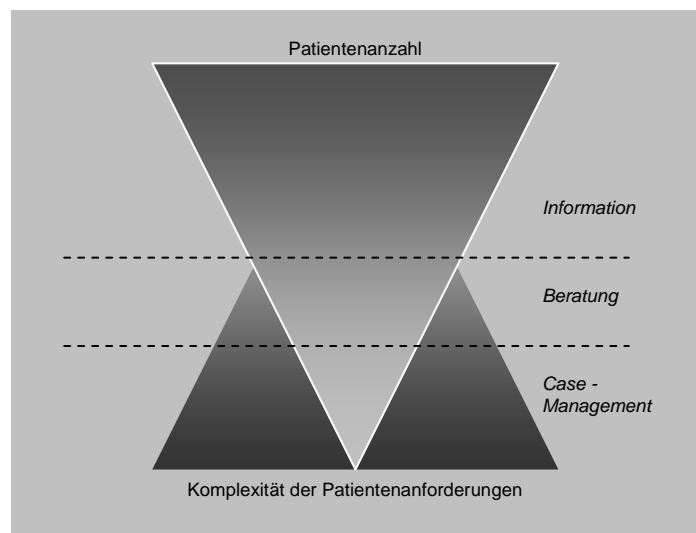 Patientenanzahl
Information
Beratung
Case -
Management
Komplexität der Patientenanforderungen